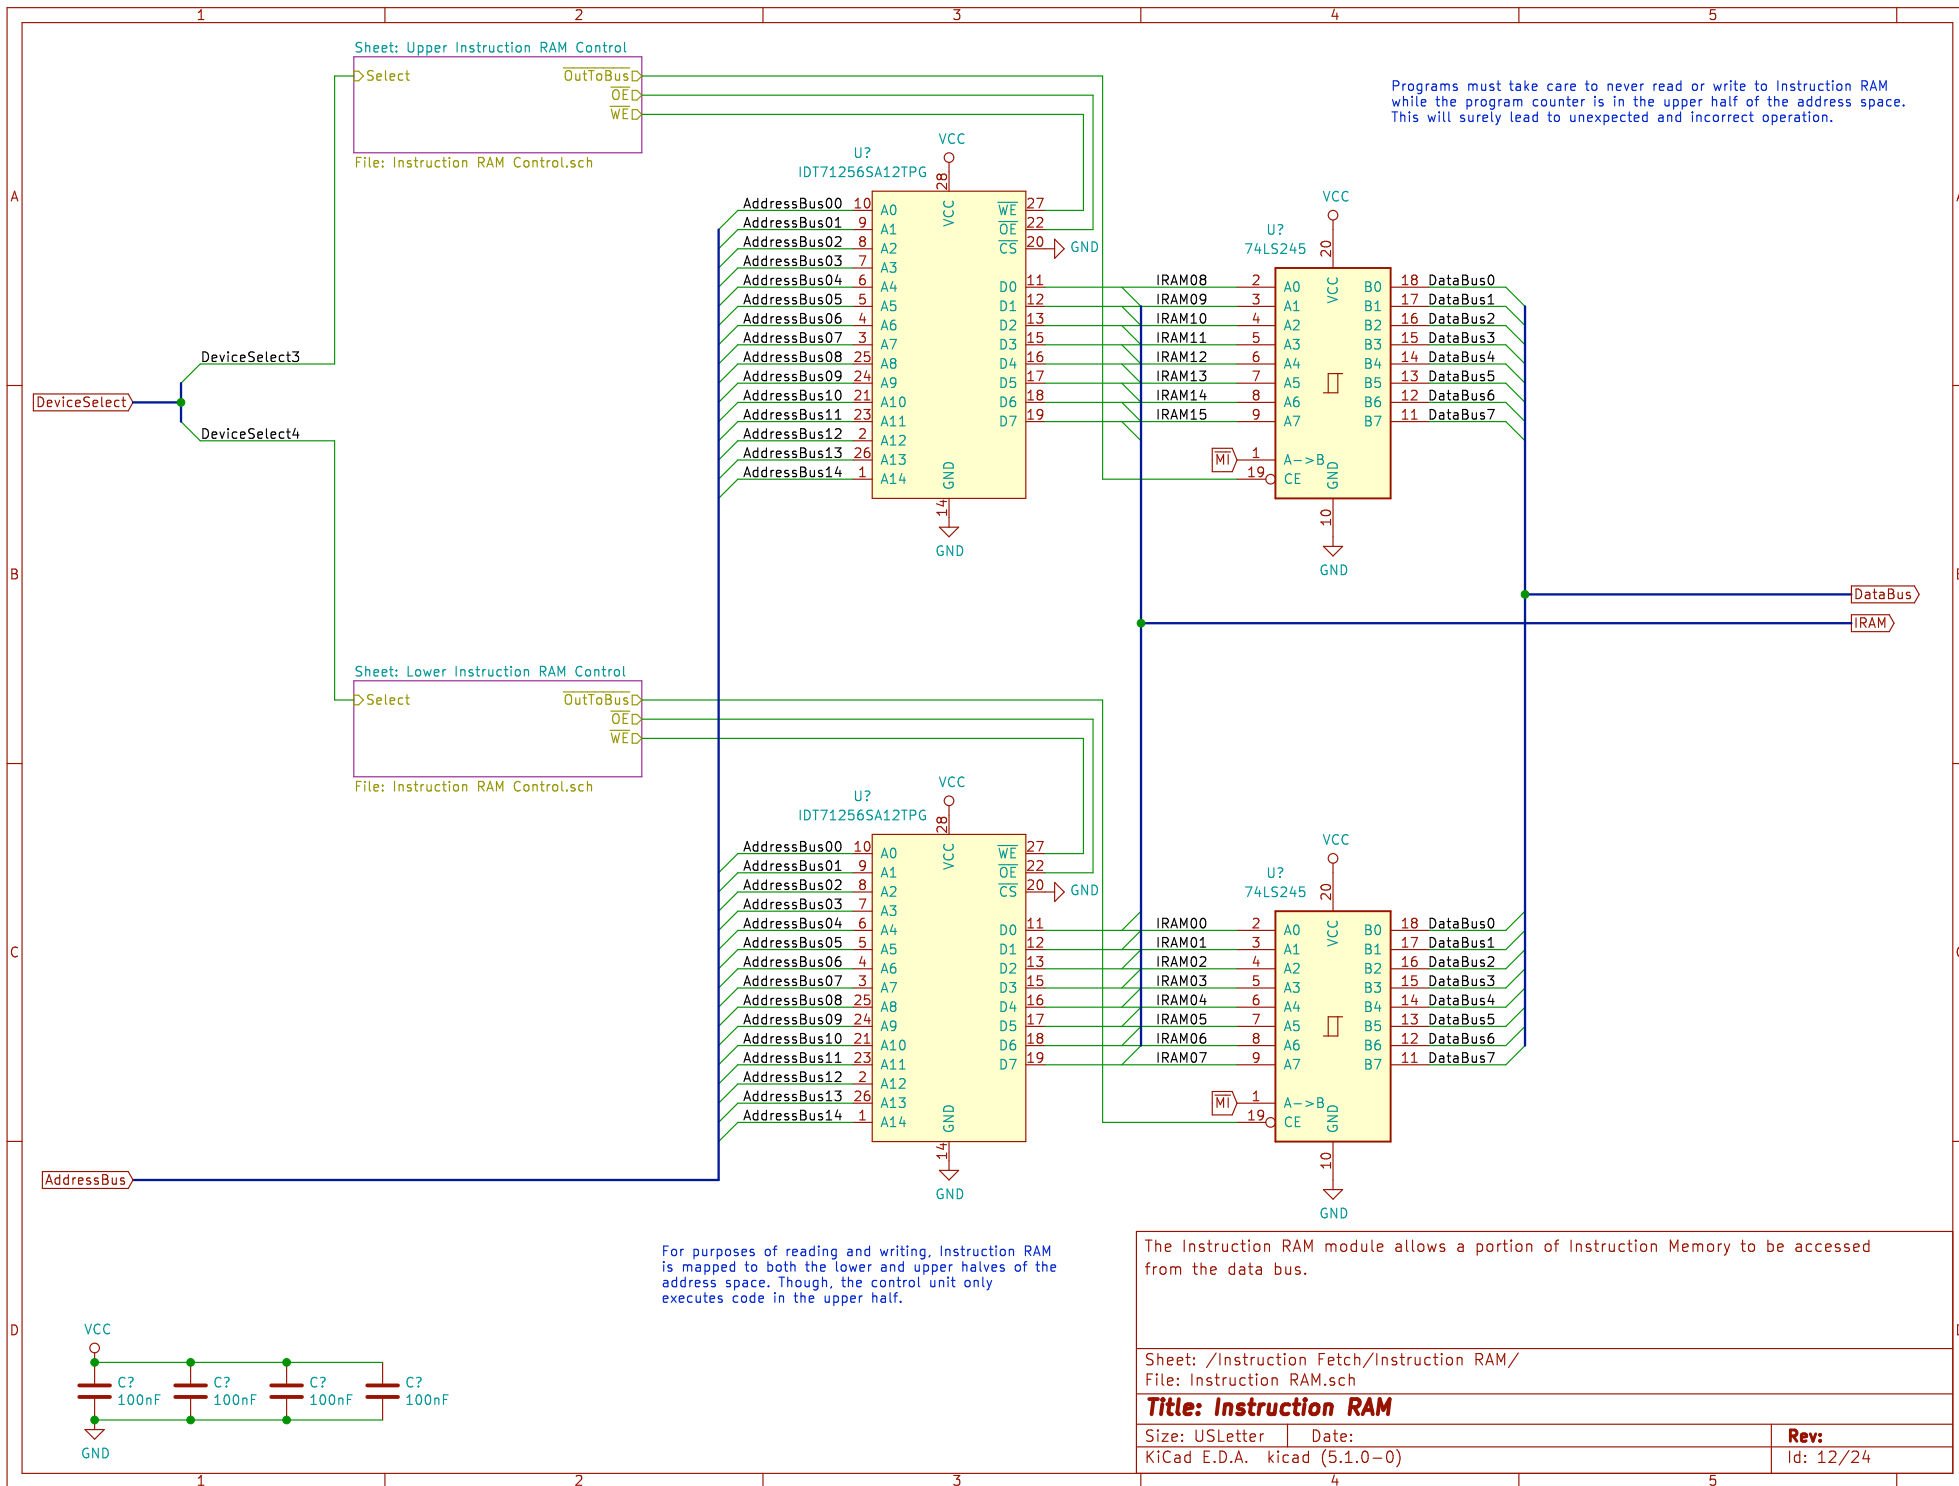 1 2 3 4 5
Sheet: Upper Instruction RAM Control
Select
OutToBus
OE
WE
File: Instruction RAM Control.sch
Programs must take care to never read or write to Instruction RAM
while the program counter is in the upper half of the address space.
This will surely lead to unexpected and incorrect operation.
A
DeviceSelect3
DeviceSelect
DeviceSelect4
U?
IDT71256SA12TPG
VCC
28
VCC
AddressBus00 10 A0
AddressBus01 9 A1
AddressBus02 8 A2
AddressBus03 7 A3
AddressBus04 6 A4
AddressBus05 5 A5
AddressBus06 4 A6
AddressBus07 3 A7
AddressBus08 25 A8
AddressBus09 24 A9
AddressBus10 21 A10
AddressBus11 23 A11
AddressBus12 2 A12
AddressBus13 26 A13
AddressBus14 1 A14
WE 27
OE 22
CS 20 GND
D0 11
D1 12
D2 13
D3 15
D4 16
D5 17
D6 18
D7 19
GND
14
GND
U?
74LS245
VCC
20
VCC
IRAM08 2 A0 B0 18 DataBus0
IRAM09 3 A1 B1 17 DataBus1
IRAM10 4 A2 B2 16 DataBus2
IRAM11 5 A3 B3 15 DataBus3
IRAM12 6 A4 B4 14 DataBus4
IRAM13 7 A5 B5 13 DataBus5
IRAM14 8 A6 B6 12 DataBus6
IRAM15 9 A7 B7 11 DataBus7
MI 1 A->B
19 CE
GND
10
GND
B
DataBus
IRAM
Sheet: Lower Instruction RAM Control
Select
OutToBus
OE
WE
File: Instruction RAM Control.sch
C
U?
IDT71256SA12TPG
VCC
28
VCC
AddressBus00 10 A0
AddressBus01 9 A1
AddressBus02 8 A2
AddressBus03 7 A3
AddressBus04 6 A4
AddressBus05 5 A5
AddressBus06 4 A6
AddressBus07 3 A7
AddressBus08 25 A8
AddressBus09 24 A9
AddressBus10 21 A10
AddressBus11 23 A11
AddressBus12 2 A12
AddressBus13 26 A13
AddressBus14 1 A14
WE 27
OE 22
CS 20 GND
D0 11
D1 12
D2 13
D3 15
D4 16
D5 17
D6 18
D7 19
GND
14
GND
U?
74LS245
VCC
20
VCC
IRAM00 2 A0 B0 18 DataBus0
IRAM01 3 A1 B1 17 DataBus1
IRAM02 4 A2 B2 16 DataBus2
IRAM03 5 A3 B3 15 DataBus3
IRAM04 6 A4 B4 14 DataBus4
IRAM05 7 A5 B5 13 DataBus5
IRAM06 8 A6 B6 12 DataBus6
IRAM07 9 A7 B7 11 DataBus7
MI 1 A->B
19 CE
GND
10
GND
AddressBus
For purposes of reading and writing, Instruction RAM
is mapped to both the lower and upper halves of the
address space. Though, the control unit only
executes code in the upper half.
D
VCC
C? C? C? C?
100nF 100nF 100nF 100nF
GND
The Instruction RAM module allows a portion of Instruction Memory to be accessed
from the data bus.
Sheet: /Instruction Fetch/Instruction RAM/
File: Instruction RAM.sch
Title: Instruction RAM
Size: USLetter Date: Rev:
KiCad E.D.A. kicad (5.1.0-0) Id: 12/24
1 2 3 4 5